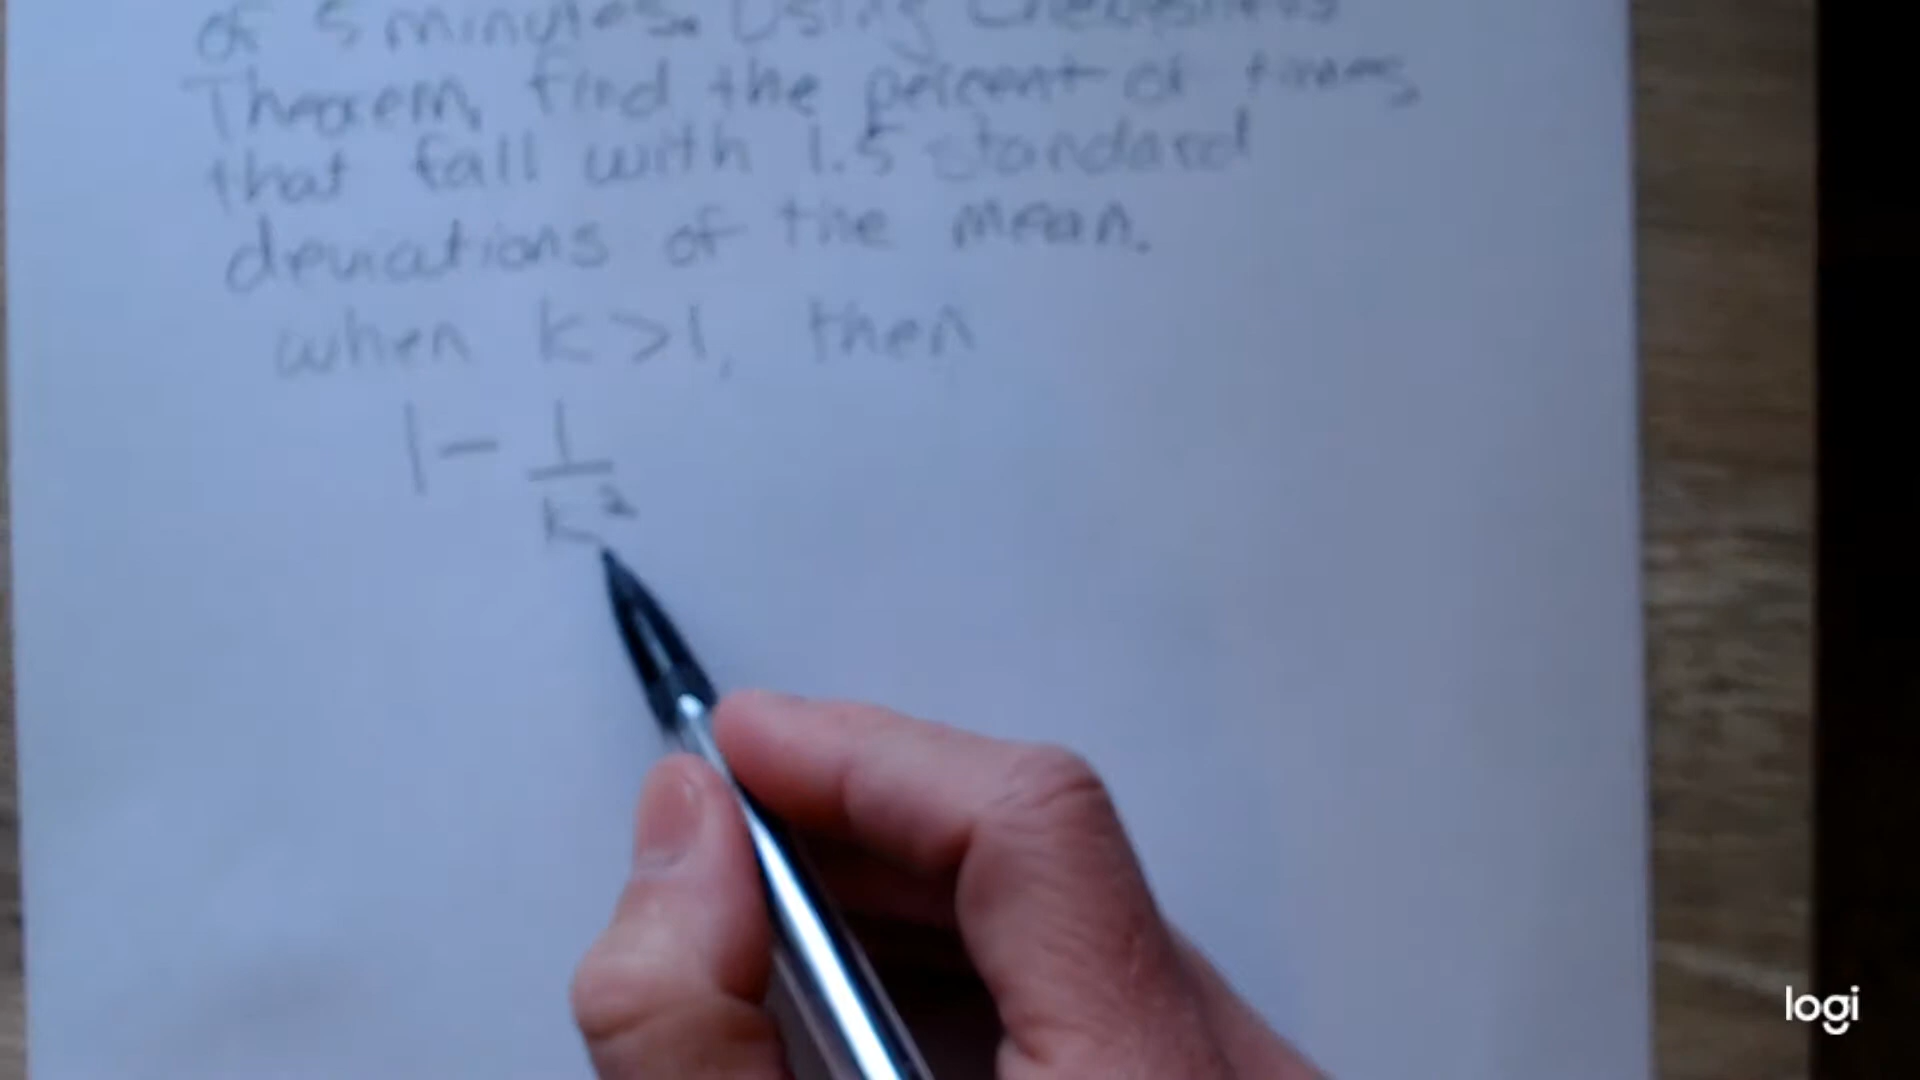 of 5 minutes. Using Chebyshev's
Theorem, find the percent of times
that fall with 1.5 standard
deviations of the mean.
when k>1, then
1 - 1/k²
logi